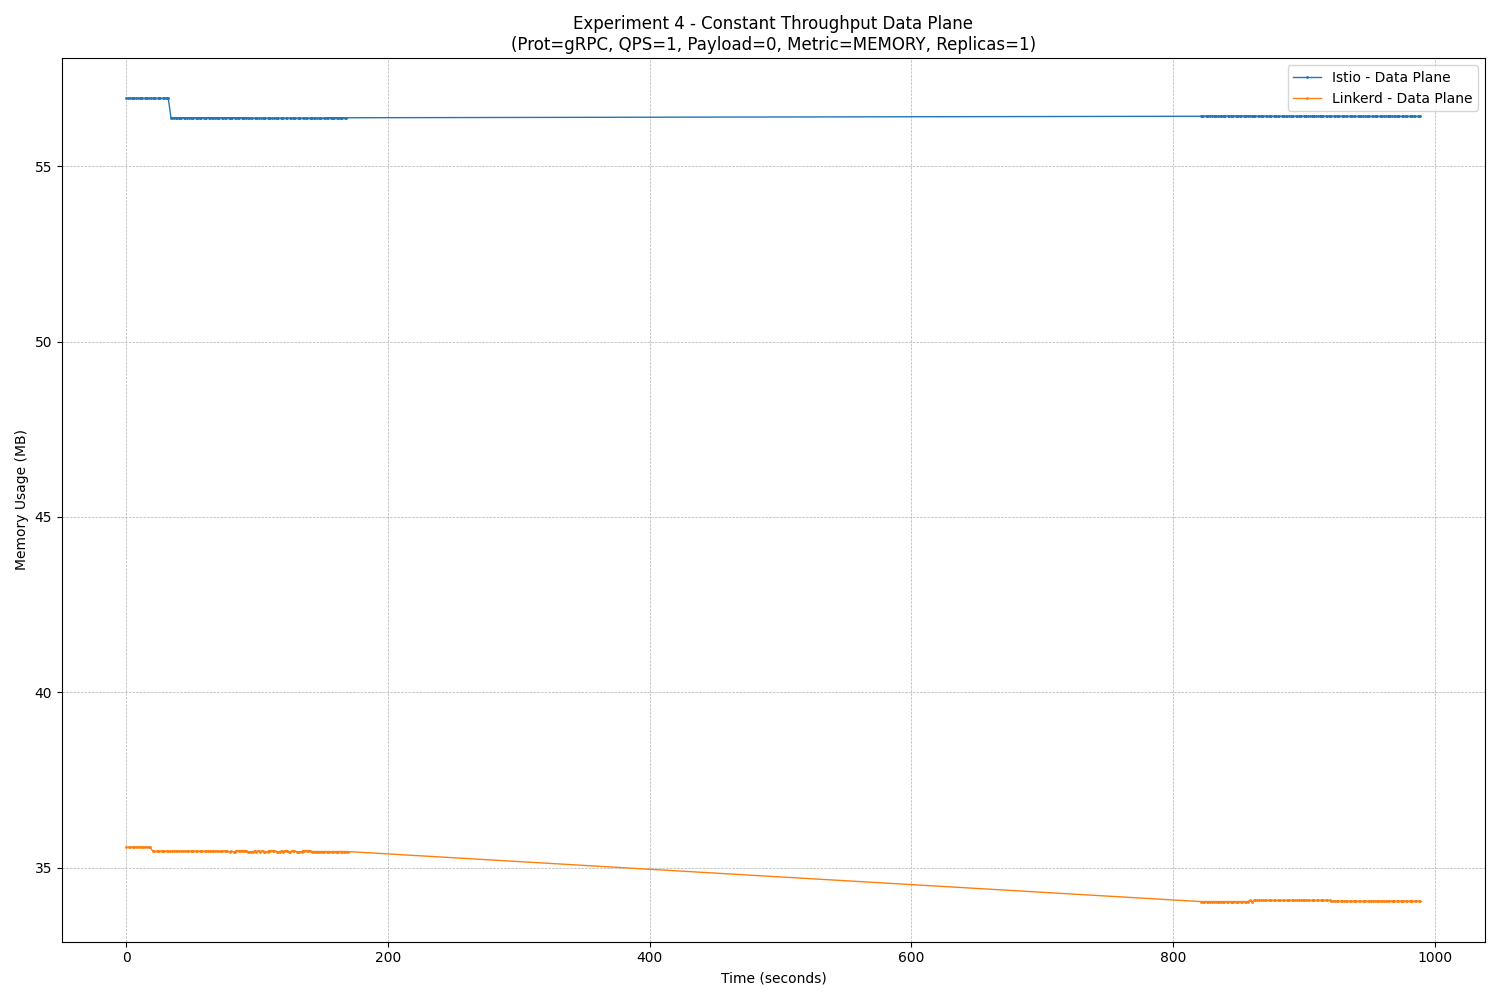 Experiment 4 - Constant Throughput Data Plane
(Prot=gRPC, QPS=1, Payload=0, Metric=MEMORY, Replicas=1)
Istio - Data Plane
Linkerd - Data Plane
Memory Usage (MB)
55
50
45
40
35
0
200
400
600
800
1000
Time (seconds)